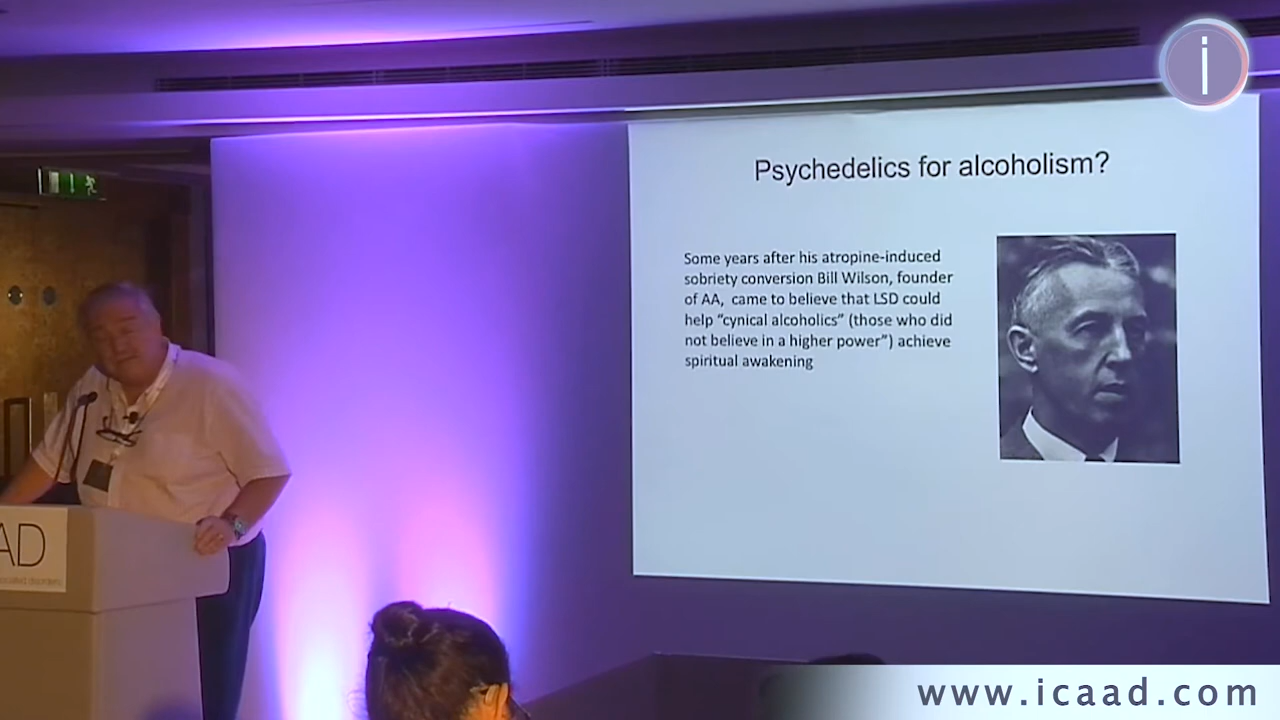 i
Psychedelics for alcoholism?
Some years after his atropine-induced
sobriety conversion Bill Wilson, founder
of AA,  came to believe that LSD could
help “cynical alcoholics” (those who did
not believe in a higher power”) achieve
spiritual awakening
AD
disorders
www.icaad.com